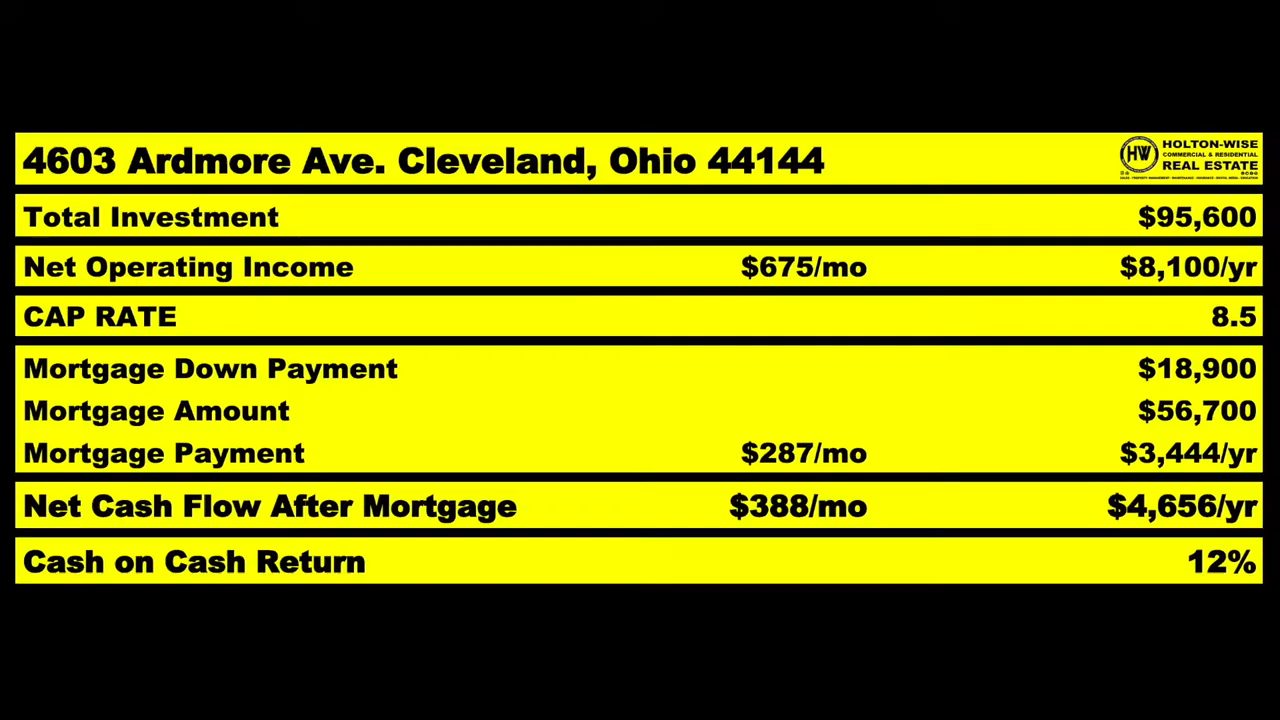 4603 Ardmore Ave. Cleveland, Ohio 44144
HW
HOLTON-WISE
COMMERCIAL & RESIDENTIAL
REAL ESTATE
Total Investment $95,600
Net Operating Income $675/mo $8,100/yr
CAP RATE 8.5
Mortgage Down Payment $18,900
Mortgage Amount $56,700
Mortgage Payment $287/mo $3,444/yr
Net Cash Flow After Mortgage $388/mo $4,656/yr
Cash on Cash Return 12%